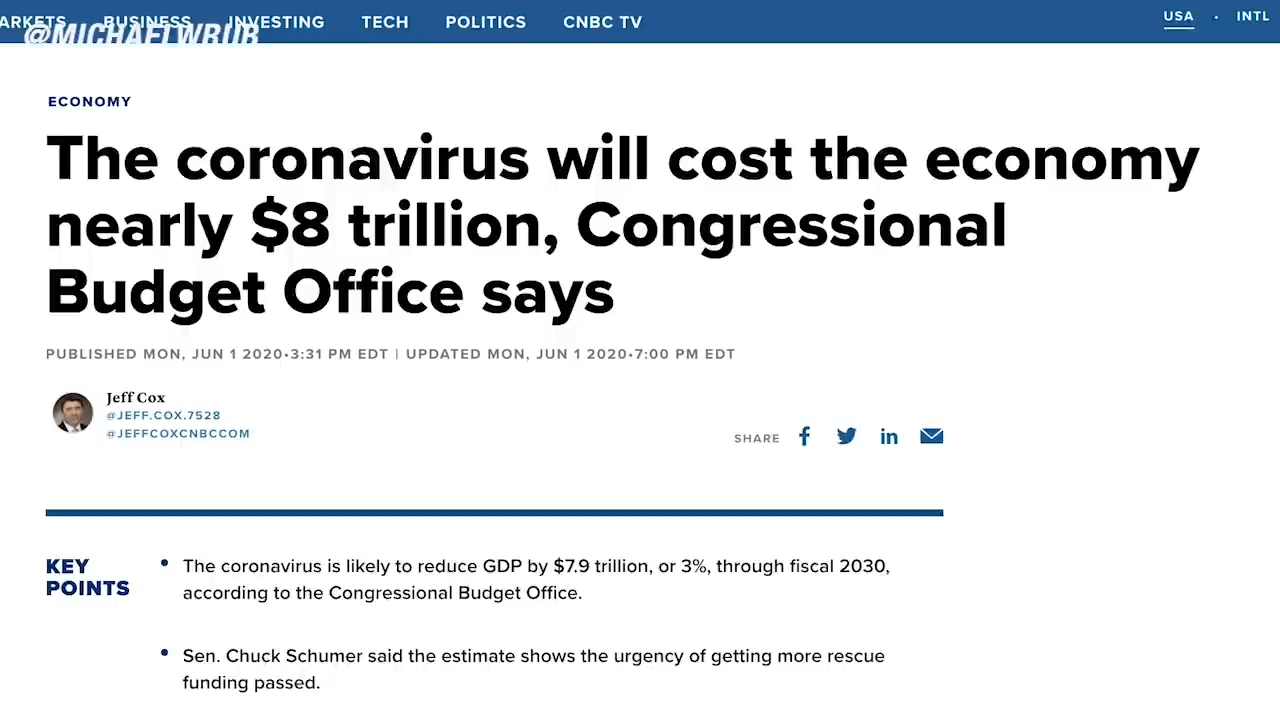 ARKETS BUSINESS INVESTING TECH POLITICS CNBC TV USA · INTL
@MICHAELWRUB
ECONOMY
The coronavirus will cost the economy
nearly $8 trillion, Congressional
Budget Office says
PUBLISHED MON, JUN 1 2020•3:31 PM EDT | UPDATED MON, JUN 1 2020•7:00 PM EDT
Jeff Cox
@JEFF.COX.7528
@JEFFCOXCNBCCOM
SHARE
KEY
POINTS
• The coronavirus is likely to reduce GDP by $7.9 trillion, or 3%, through fiscal 2030,
according to the Congressional Budget Office.
• Sen. Chuck Schumer said the estimate shows the urgency of getting more rescue
funding passed.